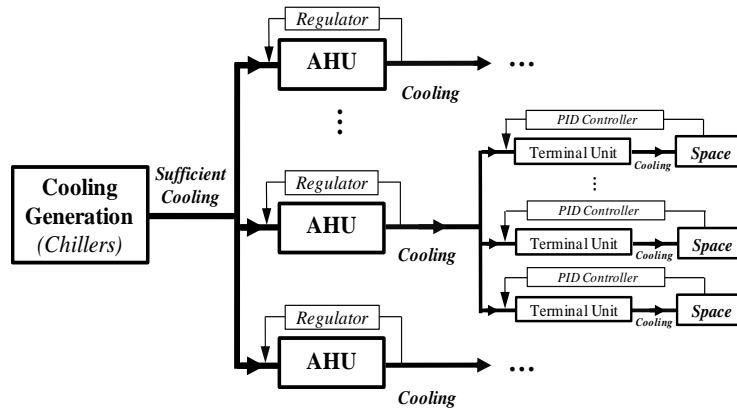 Regulator
AHU
Cooling
...
...
Cooling
Generation
(Chillers)
Sufficient
Cooling
Regulator
AHU
Cooling
PID Controller
Terminal Unit
Cooling
Space
...
PID Controller
Terminal Unit
Cooling
Space
PID Controller
Terminal Unit
Cooling
Space
Regulator
AHU
Cooling
...